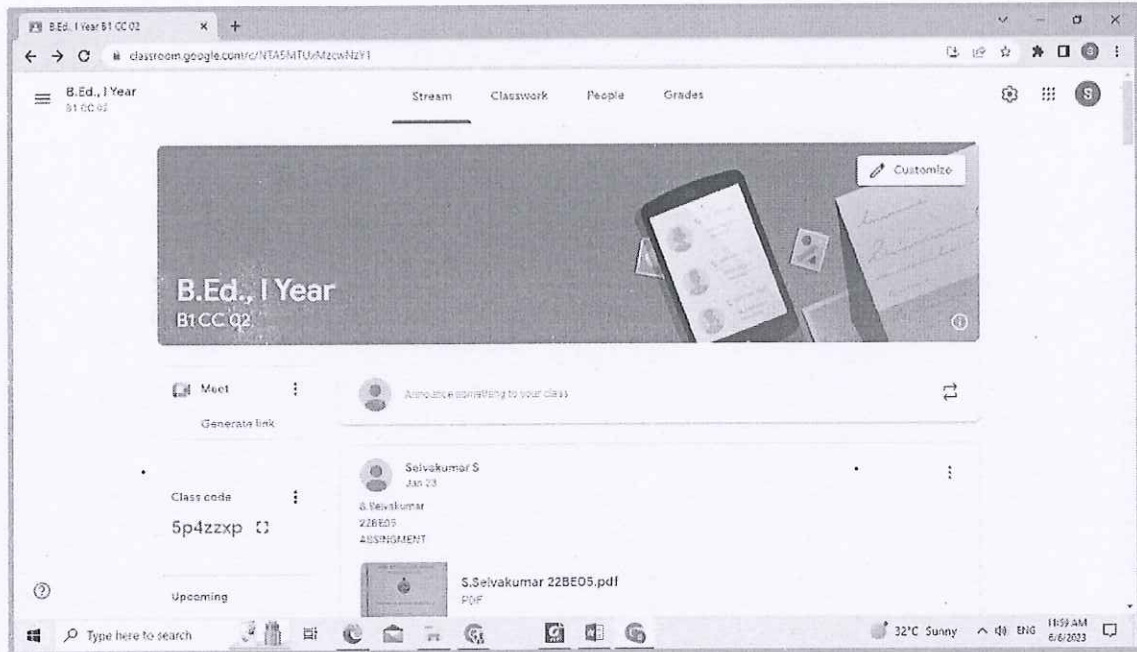 B.Ed., I Year B1 CC 02
classroom.google.com/c/NTA5MTUxMzcwNzY1
B.Ed., I Year
B1 CC 02
Stream Classwork People Grades
S
Customize
B.Ed., I Year
B1 CC 02
Meet
Generate link
Announce something to your class
Selvakumar S
Jan 23
S.Selvakumar
22BE05
ASSINGMENT
Class code
5p4zzxp
S.Selvakumar 22BE05.pdf
PDF
Upcoming
Type here to search
32°C Sunny
ENG
11:59 AM
6/6/2023